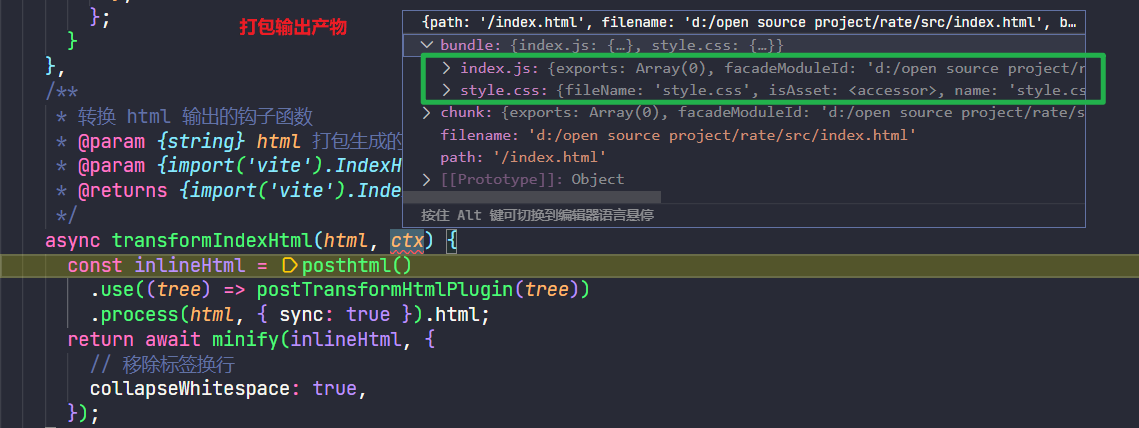 };
}
},
打包输出产物
/**
* 转换 html 输出的钩子函数
* @param {string} html 打包生成的
* @param {import('vite').IndexH
* @returns {import('vite').Inde
*/
async transformIndexHtml(html, ctx) {
const inlineHtml = posthtml()
.use((tree) => postTransformHtmlPlugin(tree))
.process(html, { sync: true }).html;
return await minify(inlineHtml, {
// 移除标签换行
collapseWhitespace: true,
});
{path: '/index.html', filename: 'd:/open source project/rate/src/index.html', b…
bundle: {index.js: {…}, style.css: {…}}
index.js: {exports: Array(0), facadeModuleId: 'd:/open source project/r
style.css: {fileName: 'style.css', isAsset: <accessor>, name: 'style.cs
chunk: {exports: Array(0), facadeModuleId: 'd:/open source project/rate/s
filename: 'd:/open source project/rate/src/index.html'
path: '/index.html'
[[Prototype]]: Object
按住 Alt 键可切换到编辑器语言悬停